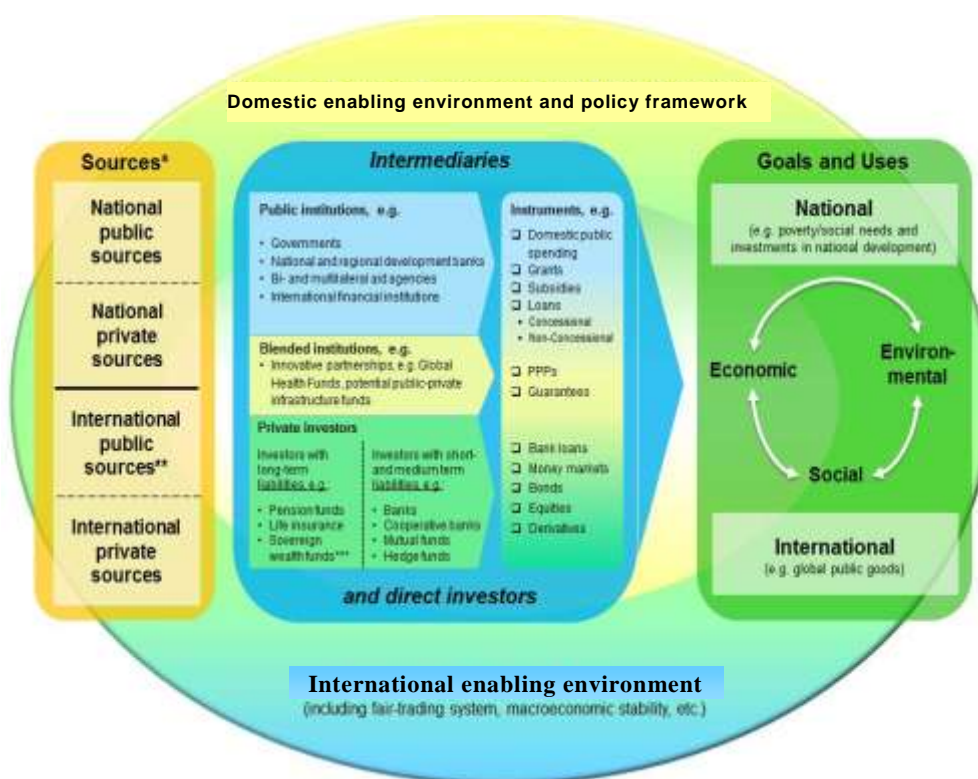 Domestic enabling environment and policy framework
Sources*
National
public
sources
National
private
sources
International
public
sources**
International
private
sources
Intermediaries
Public institutions, e.g.
• Governments
• National and regional development banks
• Bi- and multilateral aid agencies
• International financial institutions
Blended institutions, e.g.
• Innovative partnerships, e.g. Global
Health Funds, potential public-private
infrastructure funds
Private investors
Investors with
long-term
liabilities, e.g.
• Pension funds
• Life insurance
• Sovereign
wealth funds***
Investors with short-
and medium term
liabilities, e.g.
• Banks
• Cooperative banks
• Mutual funds
• Hedge funds
Instruments, e.g.
❑ Domestic public
spending
❑ Grants
❑ Subsidies
❑ Loans
• Concessional
• Non-Concessional
❑ PPPs
❑ Guarantees
❑ Bank loans
❑ Money markets
❑ Bonds
❑ Equities
❑ Derivatives
and direct investors
Goals and Uses
National
(e.g. poverty/social needs and
investments in national development)
Economic
Environ-
mental
Social
International
(e.g. global public goods)
International enabling environment
(including fair-trading system, macroeconomic stability, etc.)